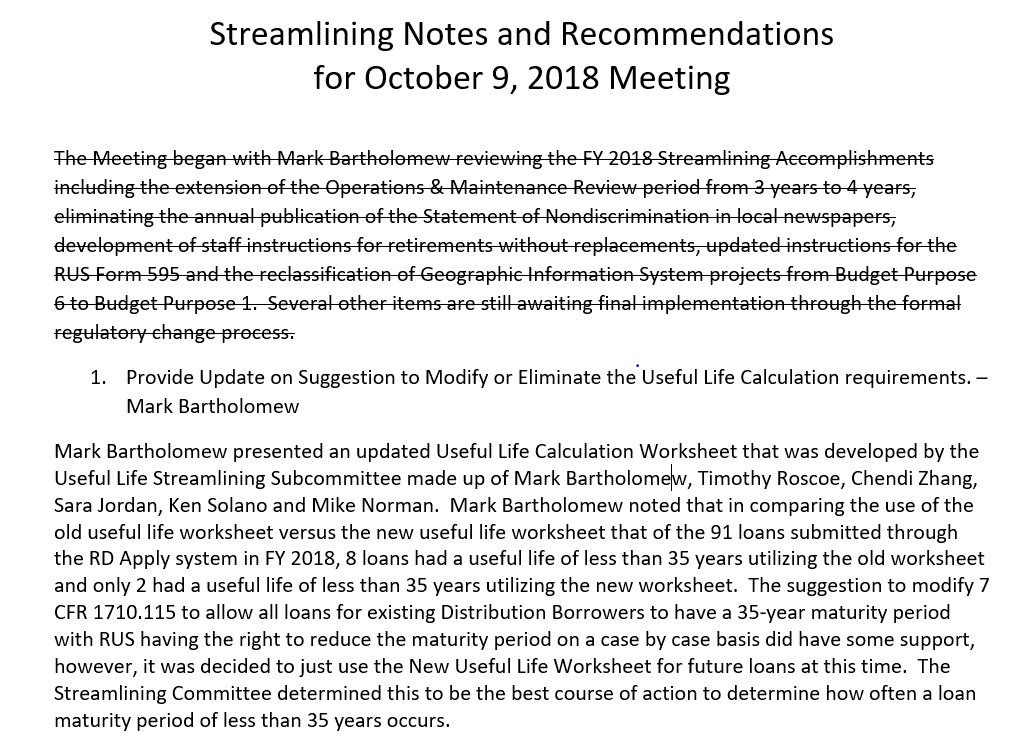 Streamlining Notes and Recommendations
for October 9, 2018 Meeting
The Meeting began with Mark Bartholomew reviewing the FY 2018 Streamlining Accomplishments
including the extension of the Operations & Maintenance Review period from 3 years to 4 years,
eliminating the annual publication of the Statement of Nondiscrimination in local newspapers,
development of staff instructions for retirements without replacements, updated instructions for the
RUS Form 595 and the reclassification of Geographic Information System projects from Budget Purpose
6 to Budget Purpose 1.  Several other items are still awaiting final implementation through the formal
regulatory change process.
1. Provide Update on Suggestion to Modify or Eliminate the Useful Life Calculation requirements. –
Mark Bartholomew
Mark Bartholomew presented an updated Useful Life Calculation Worksheet that was developed by the
Useful Life Streamlining Subcommittee made up of Mark Bartholomew, Timothy Roscoe, Chendi Zhang,
Sara Jordan, Ken Solano and Mike Norman.  Mark Bartholomew noted that in comparing the use of the
old useful life worksheet versus the new useful life worksheet that of the 91 loans submitted through
the RD Apply system in FY 2018, 8 loans had a useful life of less than 35 years utilizing the old worksheet
and only 2 had a useful life of less than 35 years utilizing the new worksheet.  The suggestion to modify 7
CFR 1710.115 to allow all loans for existing Distribution Borrowers to have a 35-year maturity period
with RUS having the right to reduce the maturity period on a case by case basis did have some support,
however, it was decided to just use the New Useful Life Worksheet for future loans at this time.  The
Streamlining Committee determined this to be the best course of action to determine how often a loan
maturity period of less than 35 years occurs.